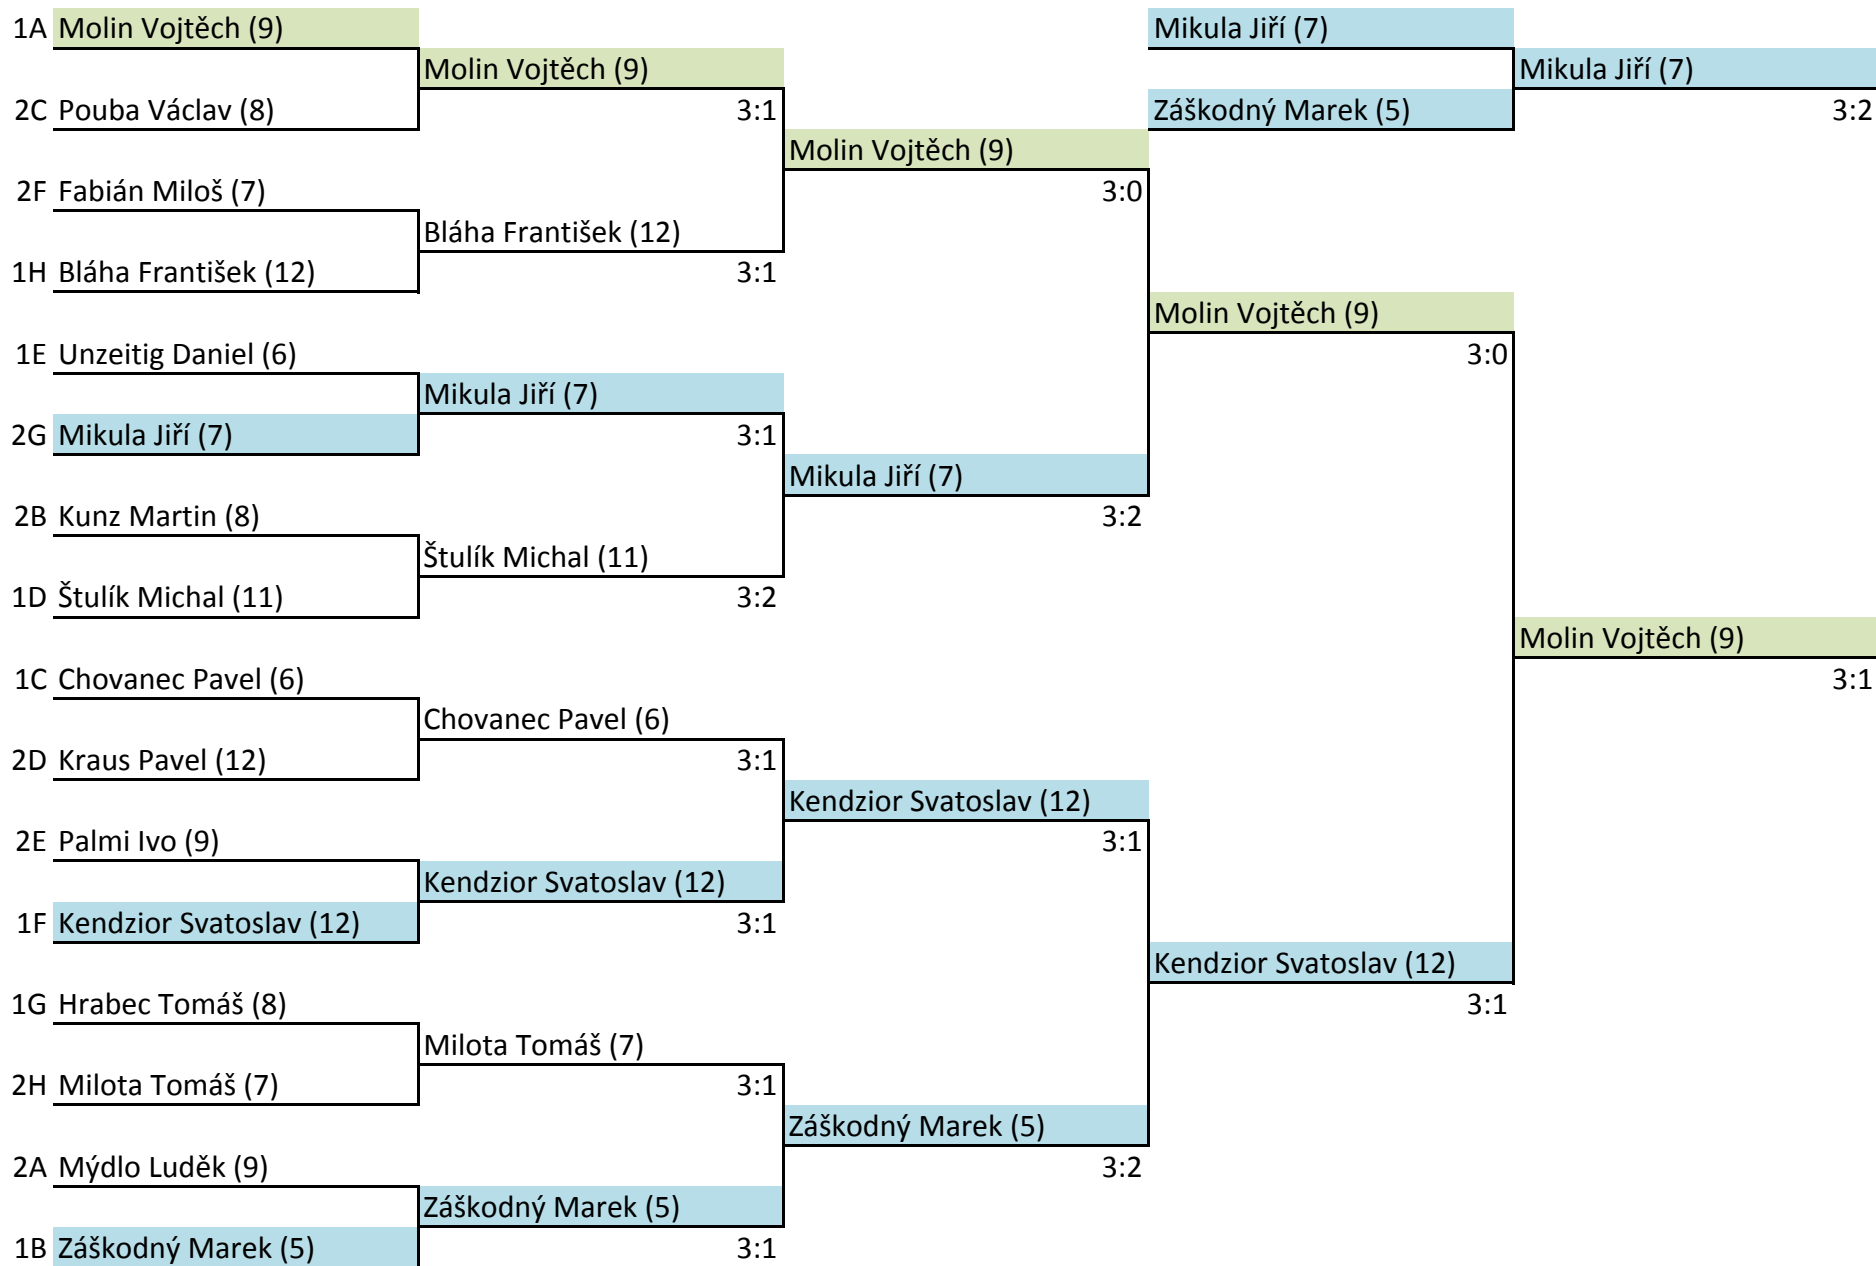 1A Molin Vojtěch (9) Mikula Jiří (7)
Molin Vojtěch (9) Mikula Jiří (7)
2C Pouba Václav (8) 3:1 Záškodný Marek (5) 3:2
Molin Vojtěch (9)
2F Fabián Miloš (7) 3:0
Bláha František (12)
1H Bláha František (12) 3:1
Molin Vojtěch (9)
1E Unzeitig Daniel (6) 3:0
Mikula Jiří (7)
2G Mikula Jiří (7) 3:1
Mikula Jiří (7)
2B Kunz Martin (8) 3:2
Štulík Michal (11)
1D Štulík Michal (11) 3:2
Molin Vojtěch (9)
1C Chovanec Pavel (6) 3:1
Chovanec Pavel (6)
2D Kraus Pavel (12) 3:1
Kendzior Svatoslav (12)
2E Palmi Ivo (9) 3:1
Kendzior Svatoslav (12)
1F Kendzior Svatoslav (12) 3:1
Kendzior Svatoslav (12)
1G Hrabec Tomáš (8) 3:1
Milota Tomáš (7)
2H Milota Tomáš (7) 3:1
Záškodný Marek (5)
2A Mýdlo Luděk (9) 3:2
Záškodný Marek (5)
1B Záškodný Marek (5) 3:1